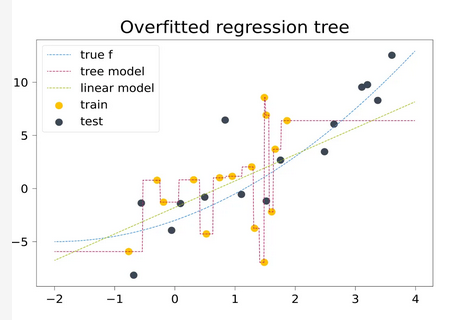 Overfitted regression tree
true f
tree model
linear model
train
test
10
5
0
−5
−2 −1 0 1 2 3 4